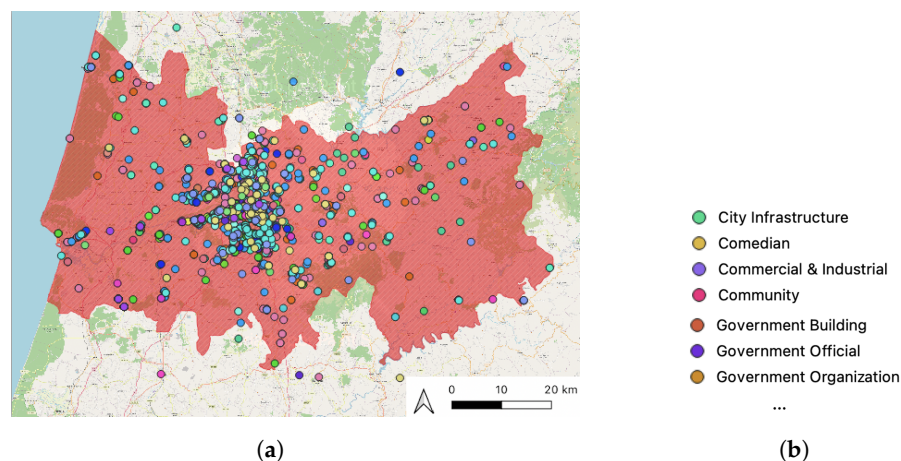 City Infrastructure
Comedian
Commercial & Industrial
Community
Government Building
Government Official
Government Organization
...
0 10 20 km
(a) (b)